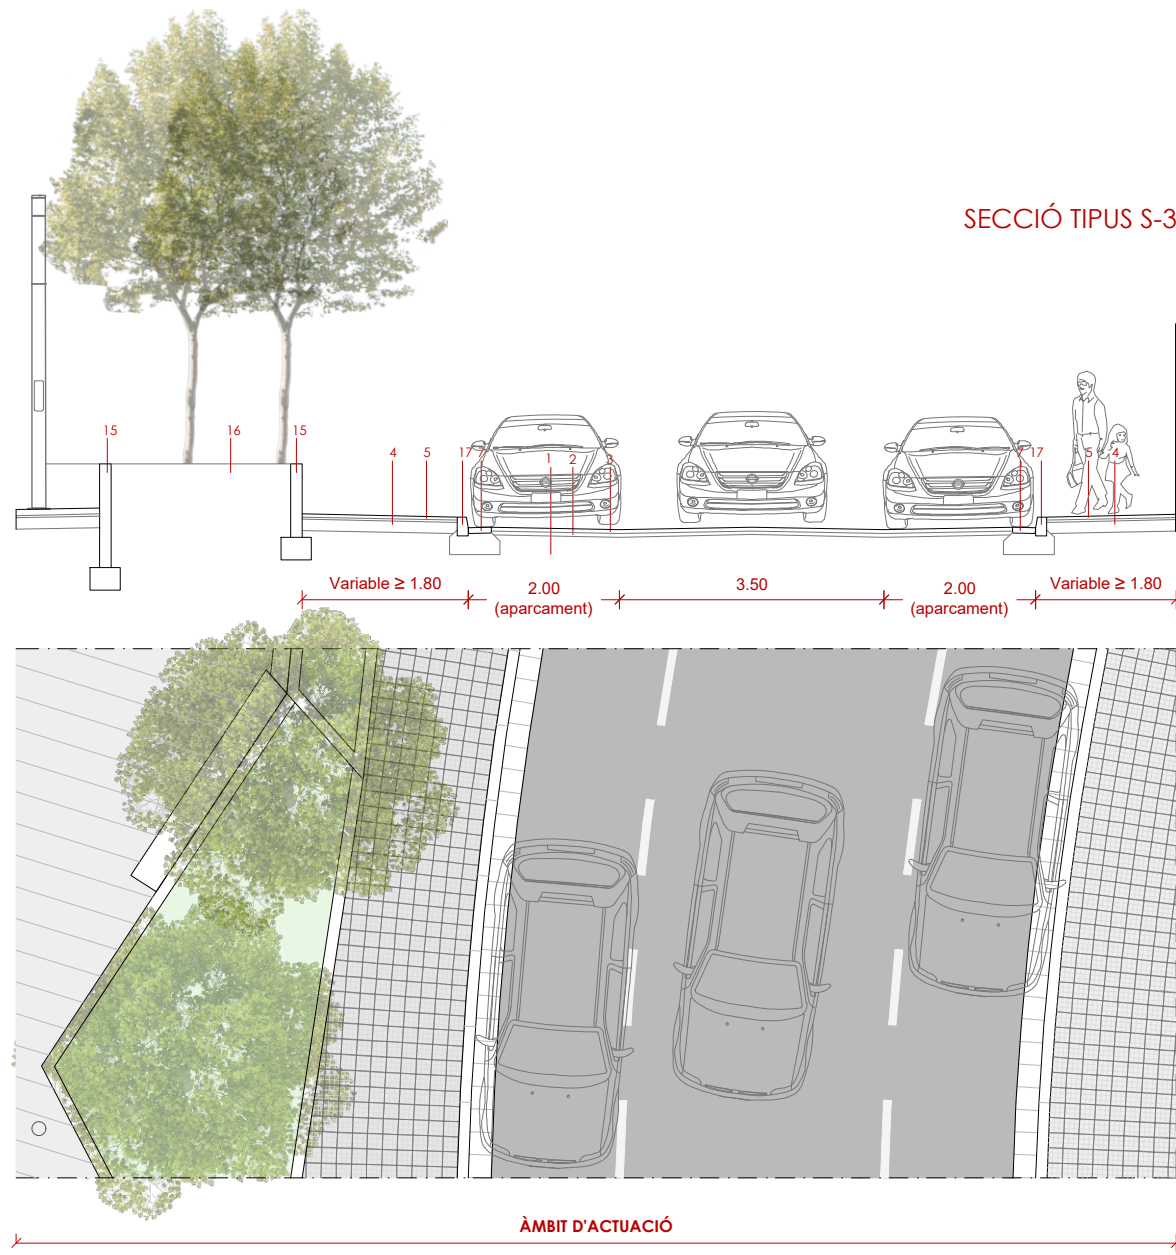 SECCIÓ TIPUS S-3
15 16 15 4 5 17 7 1 2 3 7 17 5 4
Variable ≥ 1.80 2.00 3.50 2.00 Variable ≥ 1.80
(aparcament) (aparcament)
ÀMBIT D'ACTUACIÓ